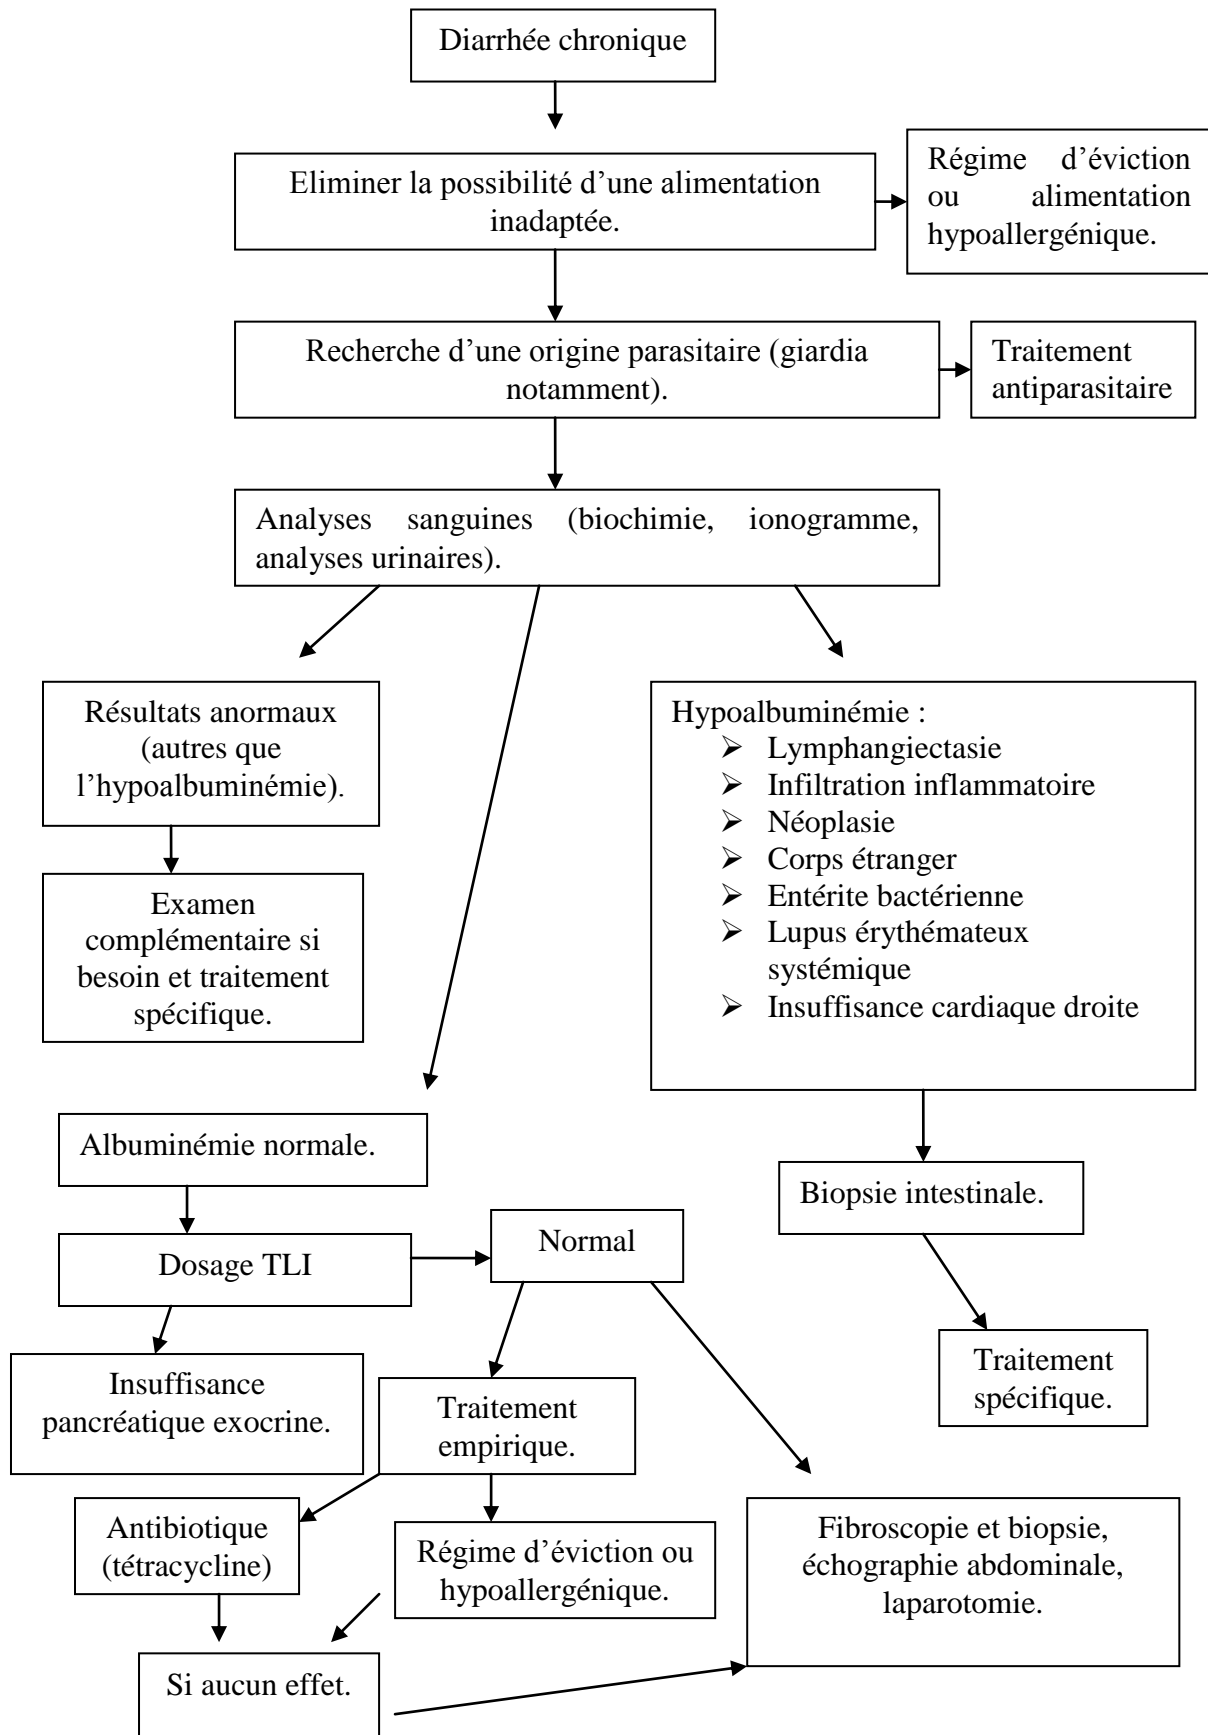 Diarrhée chronique
Eliminer la possibilité d’une alimentation
inadaptée.
Régime d’éviction
ou alimentation
hypoallergénique.
Recherche d’une origine parasitaire (giardia
notamment).
Traitement
antiparasitaire
Analyses sanguines (biochimie, ionogramme,
analyses urinaires).
Résultats anormaux
(autres que
l’hypoalbuminémie).
Examen
complémentaire si
besoin et traitement
spécifique.
Hypoalbuminémie :
➢ Lymphangiectasie
➢ Infiltration inflammatoire
➢ Néoplasie
➢ Corps étranger
➢ Entérite bactérienne
➢ Lupus érythémateux
systémique
➢ Insuffisance cardiaque droite
Albuminémie normale.
Biopsie intestinale.
Dosage TLI
Normal
Traitement
spécifique.
Insuffisance
pancréatique exocrine.
Traitement
empirique.
Antibiotique
(tétracycline)
Régime d’éviction ou
hypoallergénique.
Fibroscopie et biopsie,
échographie abdominale,
laparotomie.
Si aucun effet.